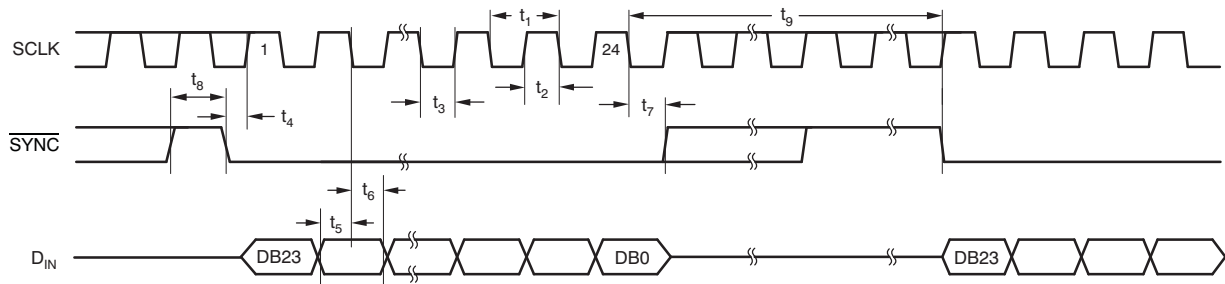 t1 t9
SCLK 1 24
t8 t4 t3 t2 t7
SYNC
t6
t5
DIN DB23 DB0 DB23